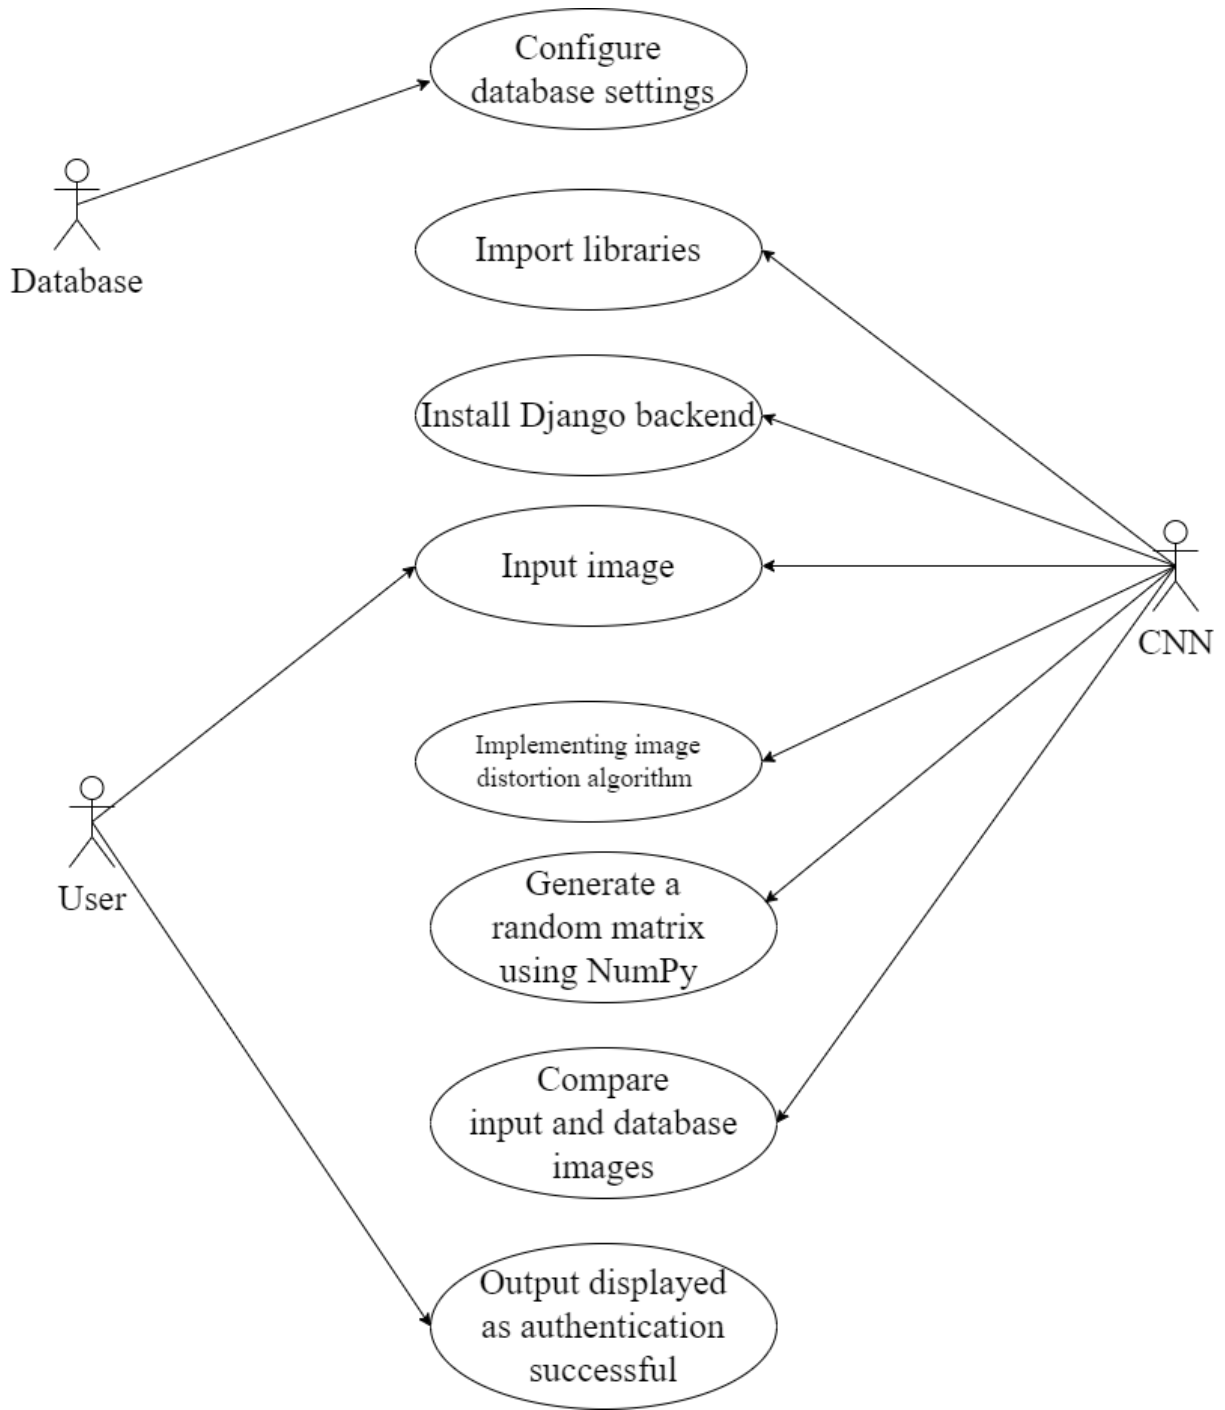 Configure
database settings
Database
Import libraries
Install Django backend
Input image
CNN
Implementing image
distortion algorithm
User
Generate a
random matrix
using NumPy
Compare
input and database
images
Output displayed
as authentication
successful